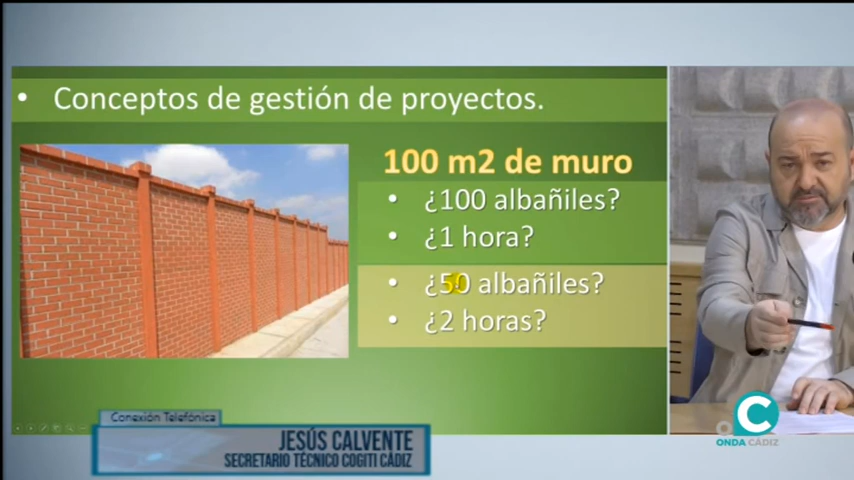 • Conceptos de gestión de proyectos.
100 m2 de muro
• ¿100 albañiles?
• ¿1 hora?
• ¿50 albañiles?
• ¿2 horas?
Conexión Telefónica
JESÚS CALVENTE
SECRETARIO TÉCNICO COGITI CÁDIZ
C
ONDA CÁDIZ